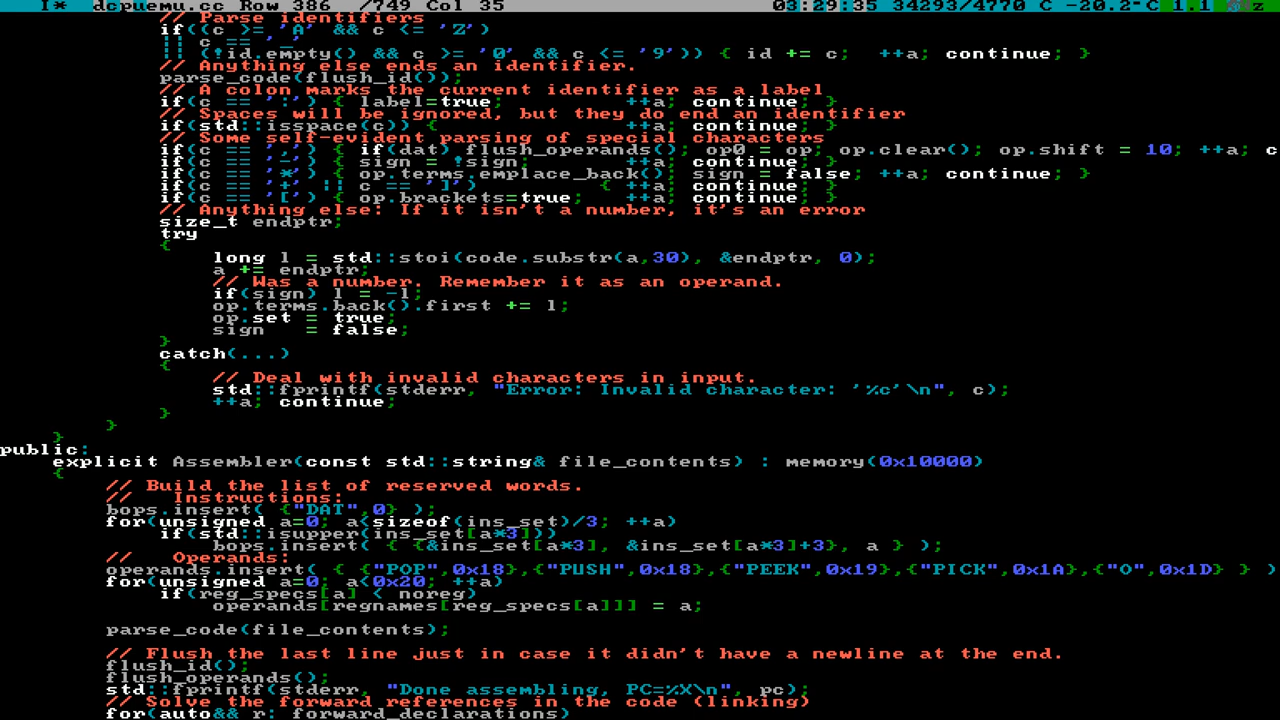 I* dcpuemu.cc Row 386 /749 Col 35 03:29:35 34293/4770 C -20.2°C 1.1 z
// Parse identifiers
if((c >= 'A' && c <= 'Z')
|| c == '_'
|| (!id.empty() && c >= '0' && c <= '9')) { id += c; ++a; continue; }
// Anything else ends an identifier.
parse_code(flush_id());
// A colon marks the current identifier as a label
if(c == ':') { label=true; ++a; continue; }
// Spaces will be ignored, but they do end an identifier
if(std::isspace(c)) { ++a; continue; }
// Some self-evident parsing of special characters
if(c == ',') { if(dat) flush_operands(); op0 = op; op.clear(); op.shift = 10; ++a; c
if(c == '-') { sign = !sign; ++a; continue; }
if(c == '*') { op.terms.emplace_back(); sign = false; ++a; continue; }
if(c == '+' || c == ']') { ++a; continue; }
if(c == '[') { op.brackets=true; ++a; continue; }
// Anything else: If it isn't a number, it's an error
size_t endptr;
try
{
long l = std::stoi(code.substr(a,30), &endptr, 0);
a += endptr;
// Was a number. Remember it as an operand.
if(sign) l = -l;
op.terms.back().first += l;
op.set = true;
sign = false;
}
catch(...)
{
// Deal with invalid characters in input.
std::fprintf(stderr, "Error: Invalid character: '%c'\n", c);
++a; continue;
}
}
}
public:
explicit Assembler(const std::string& file_contents) : memory(0x10000)
{
// Build the list of reserved words.
// Instructions:
bops.insert( {"DAT",0} );
for(unsigned a=0; a<sizeof(ins_set)/3; ++a)
if(std::isupper(ins_set[a*3]))
bops.insert( { {&ins_set[a*3], &ins_set[a*3]+3}, a } );
// Operands:
operands.insert( { {"POP",0x18},{"PUSH",0x18},{"PEEK",0x19},{"PICK",0x1A},{"O",0x1D} } )
for(unsigned a=0; a<0x20; ++a)
if(reg_specs[a] < noreg)
operands[regnames[reg_specs[a]]] = a;
parse_code(file_contents);
// Flush the last line just in case it didn't have a newline at the end.
flush_id();
flush_operands();
std::fprintf(stderr, "Done assembling, PC=%X\n", pc);
// Solve the forward references in the code (linking)
for(auto&& r: forward_declarations)